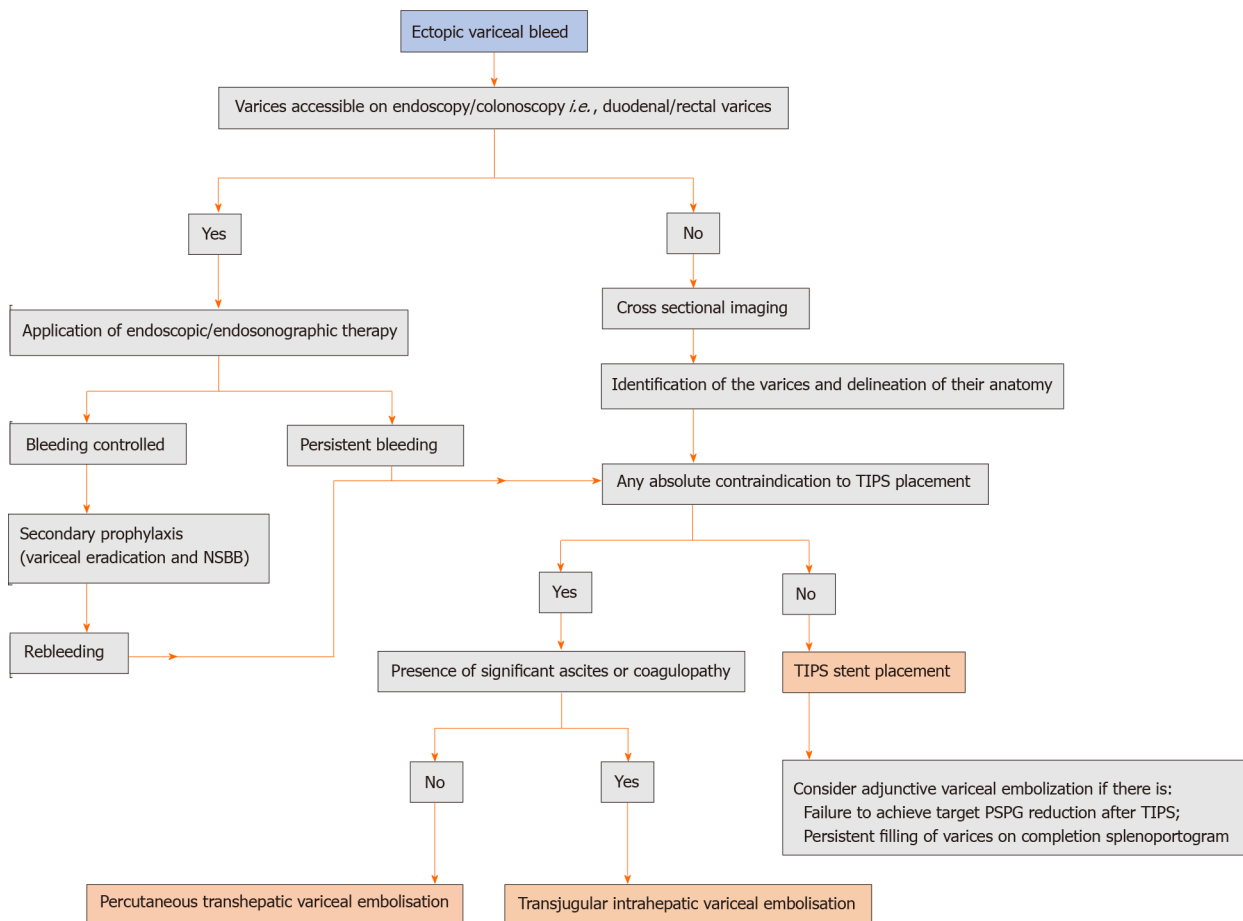 Ectopic variceal bleed
Varices accessible on endoscopy/colonoscopy i.e., duodenal/rectal varices
Yes
No
Cross sectional imaging
Application of endoscopic/endosonographic therapy
Identification of the varices and delineation of their anatomy
Bleeding controlled
Persistent bleeding
Any absolute contraindication to TIPS placement
Secondary prophylaxis
(variceal eradication and NSBB)
Yes
No
Rebleeding
Presence of significant ascites or coagulopathy
TIPS stent placement
No
Yes
Consider adjunctive variceal embolization if there is:
Failure to achieve target PSPG reduction after TIPS;
Persistent filling of varices on completion splenoportogram
Percutaneous transhepatic variceal embolisation
Transjugular intrahepatic variceal embolisation